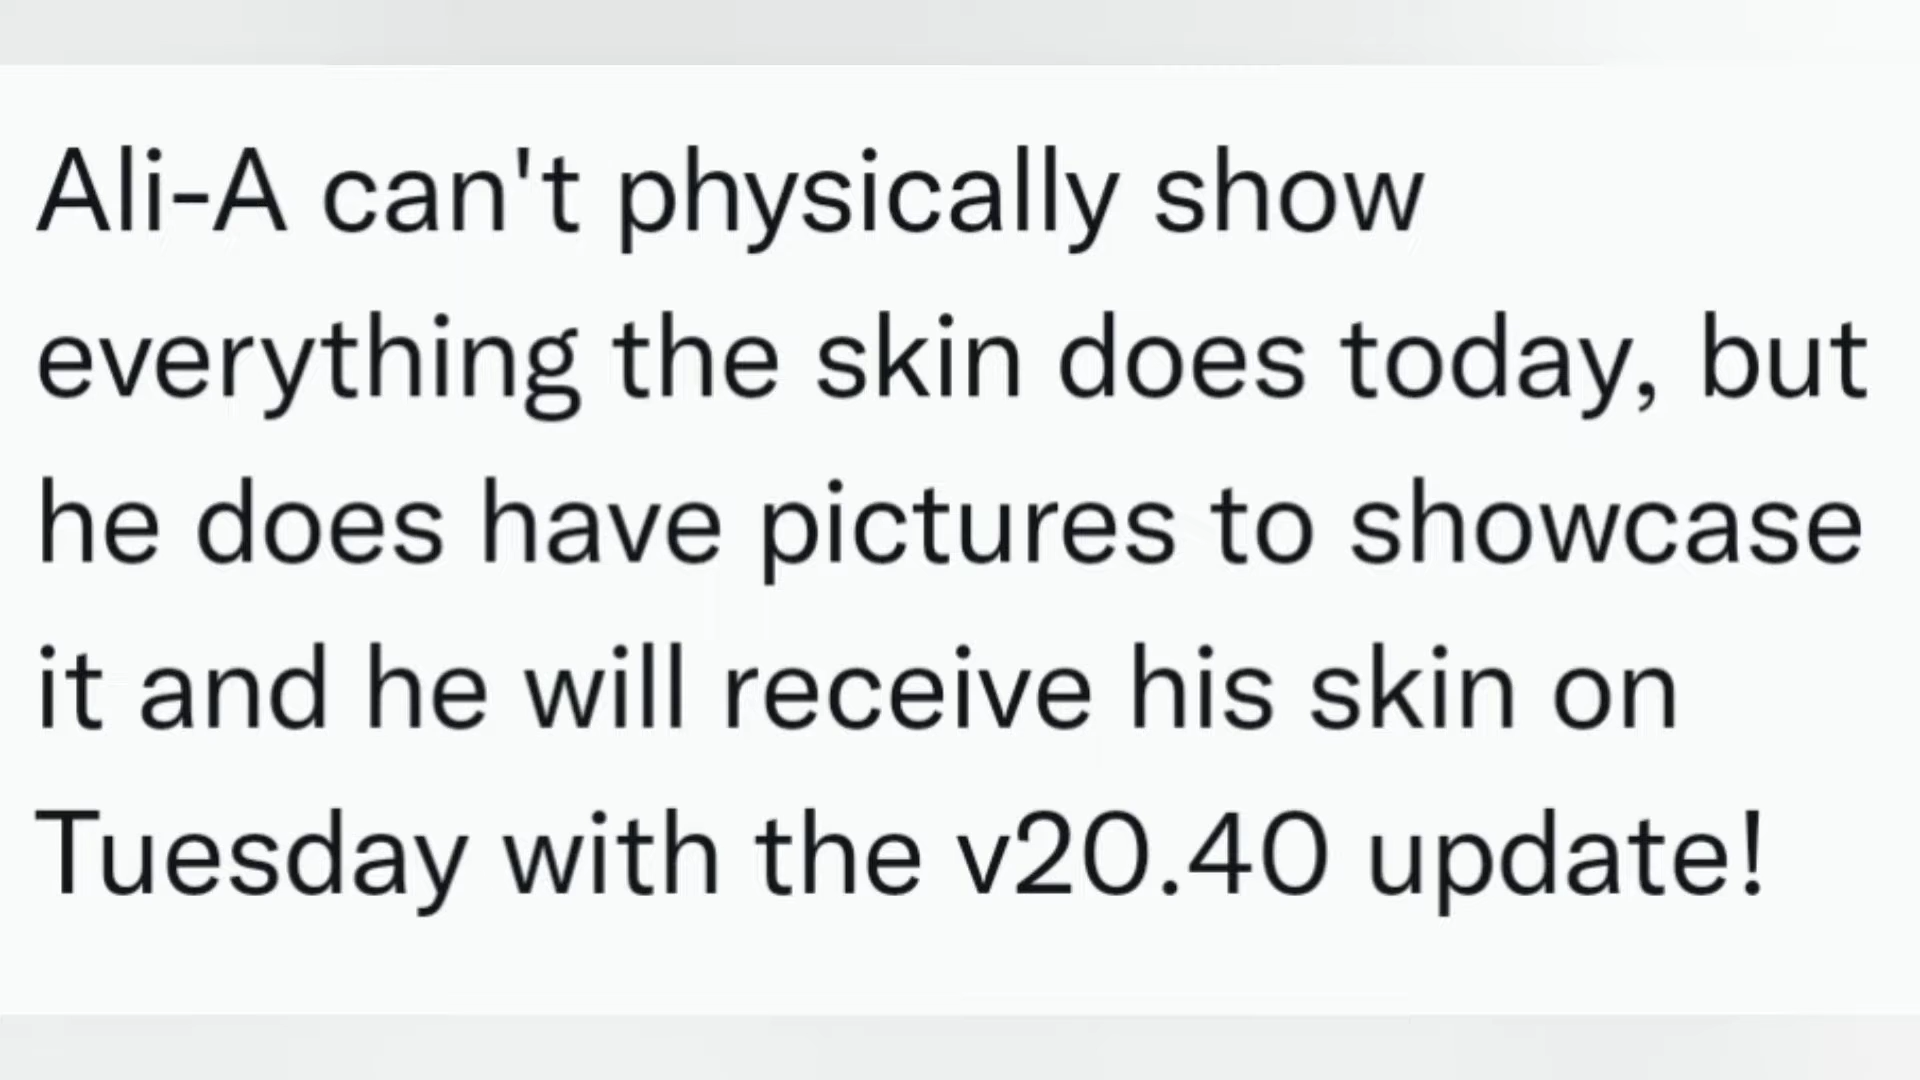 Ali-A can't physically show
everything the skin does today, but
he does have pictures to showcase
it and he will receive his skin on
Tuesday with the v20.40 update!